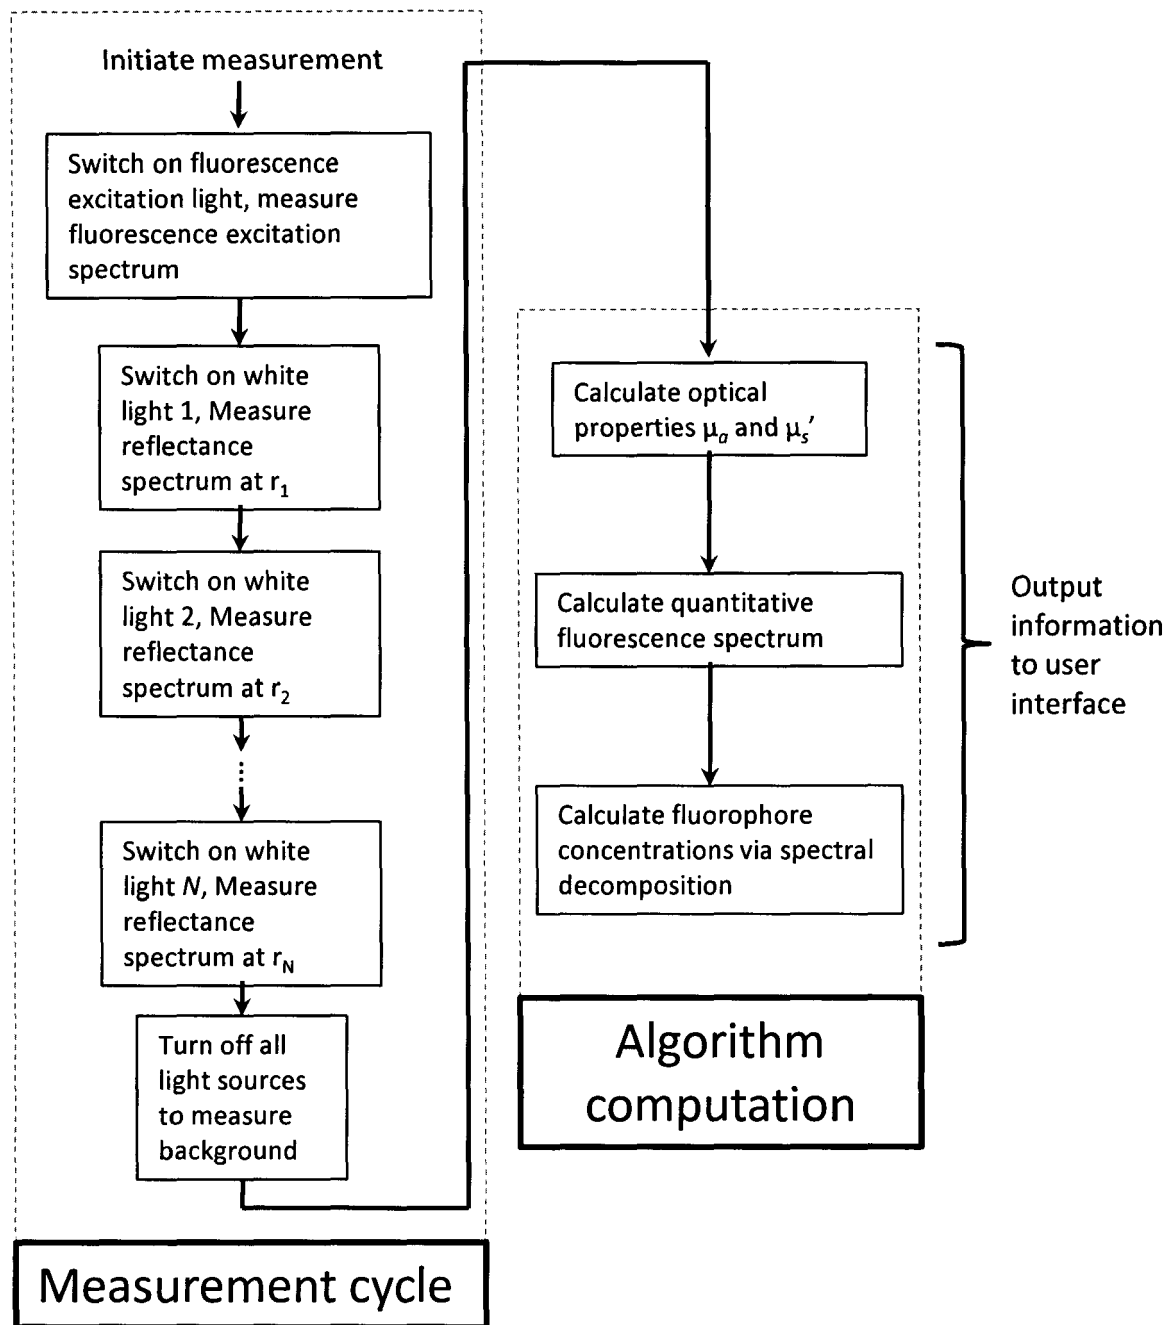 Initiate measurement
Switch on fluorescence
excitation light, measure
fluorescence excitation
spectrum
Switch on white
light 1, Measure
reflectance
spectrum at r₁
Switch on white
light 2, Measure
reflectance
spectrum at r₂
....
Switch on white
light N, Measure
reflectance
spectrum at r_N
Turn off all
light sources
to measure
background
Measurement cycle
Calculate optical
properties μₐ and μₛ’
Calculate quantitative
fluorescence spectrum
Calculate fluorophore
concentrations via spectral
decomposition
Algorithm
computation
Output
information
to user
interface